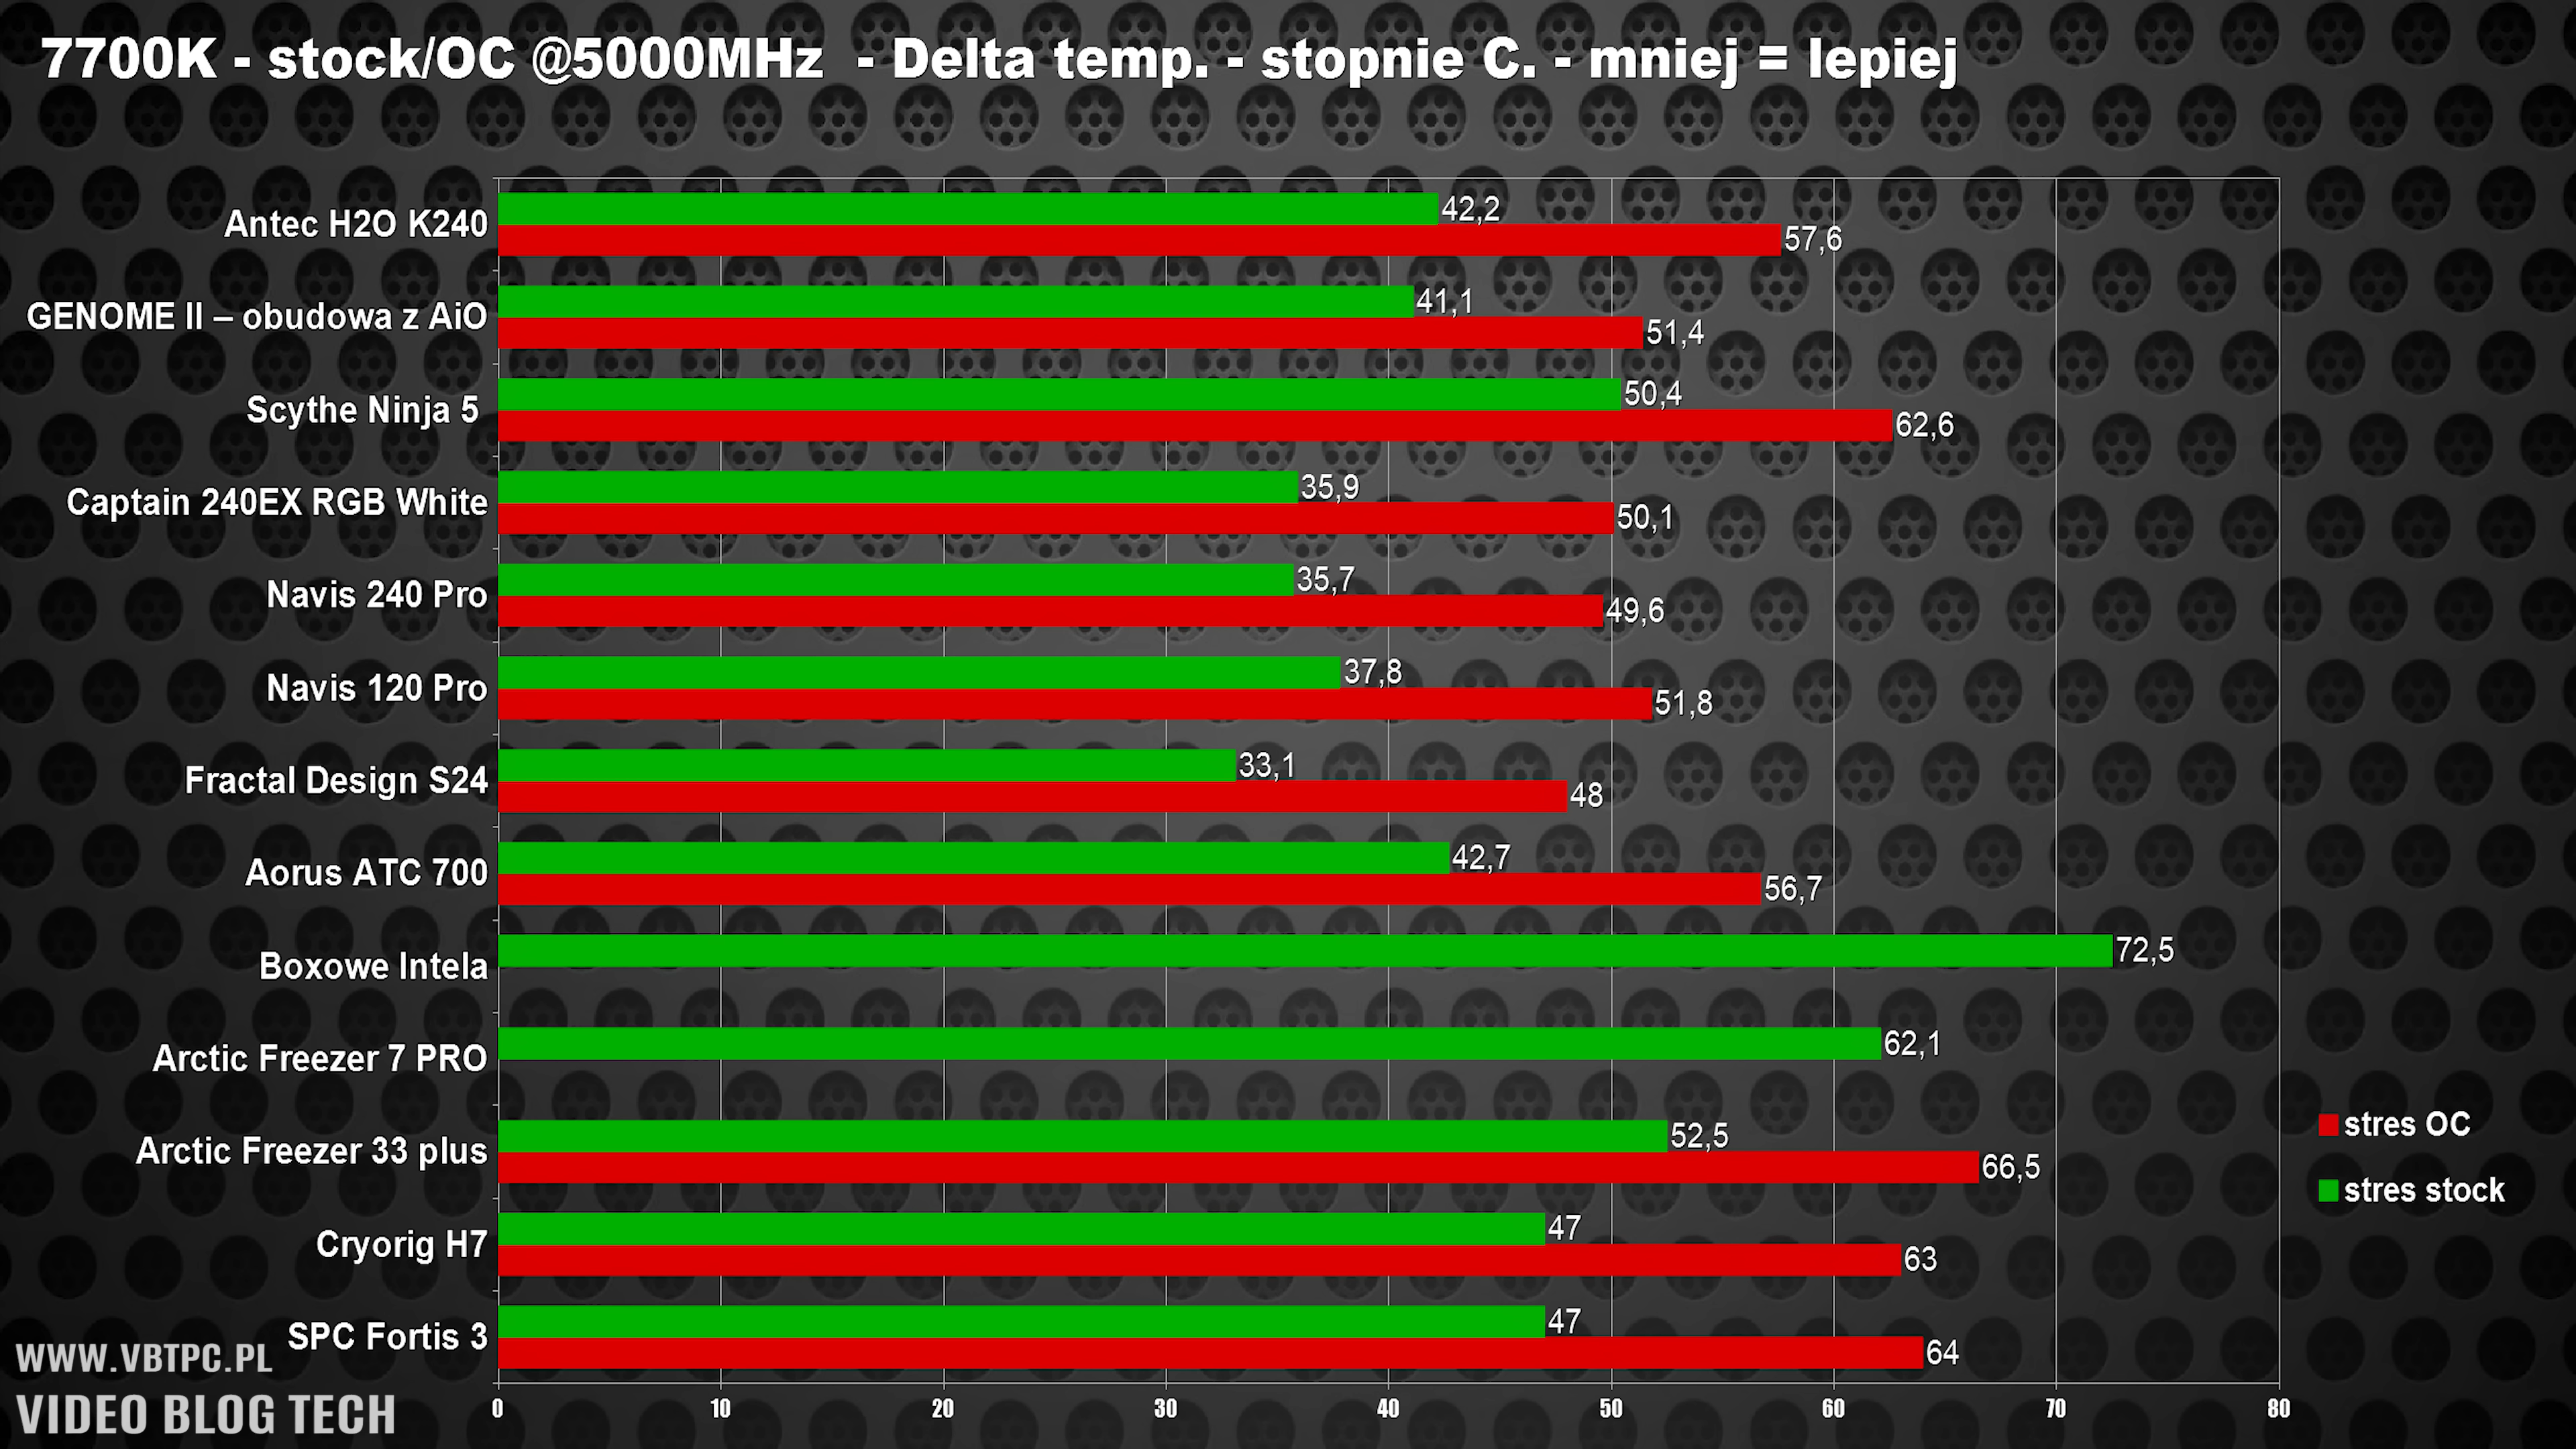 7700K - stock/OC @5000MHz - Delta temp. - stopnie C. - mniej = lepiej
Antec H2O K240
42,2
57,6
GENOME II – obudowa z AiO
41,1
51,4
Scythe Ninja 5
50,4
62,6
Captain 240EX RGB White
35,9
50,1
Navis 240 Pro
35,7
49,6
Navis 120 Pro
37,8
51,8
Fractal Design S24
33,1
48
Aorus ATC 700
42,7
56,7
Boxowe Intela
72,5
Arctic Freezer 7 PRO
62,1
Arctic Freezer 33 plus
52,5
66,5
Cryorig H7
47
63
SPC Fortis 3
47
64
0 10 20 30 40 50 60 70 80
stres OC
stres stock
WWW.VBTPC.PL
VIDEO BLOG TECH